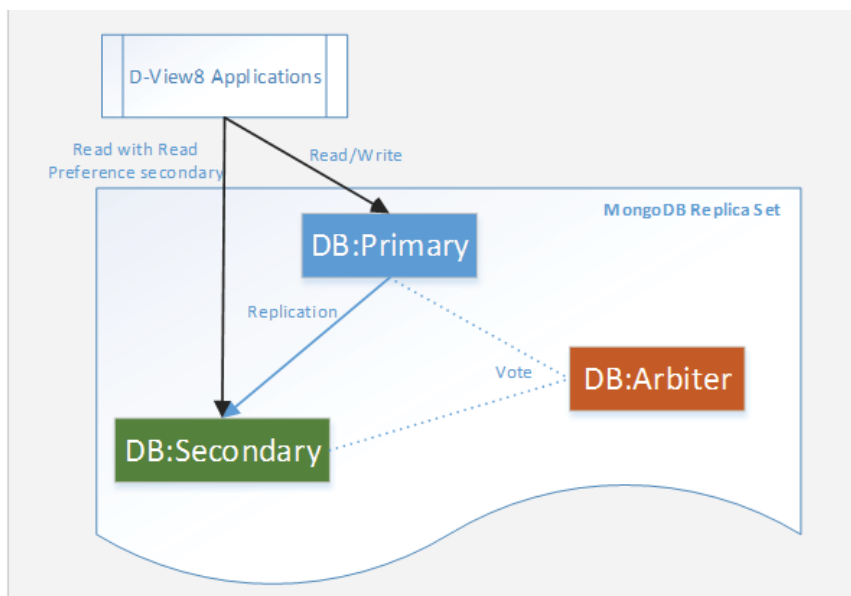 D-View8 Applications
Read with Read
Preference secondary
Read/Write
MongoDB Replica Set
DB:Primary
Replication
Vote
DB:Arbiter
DB:Secondary